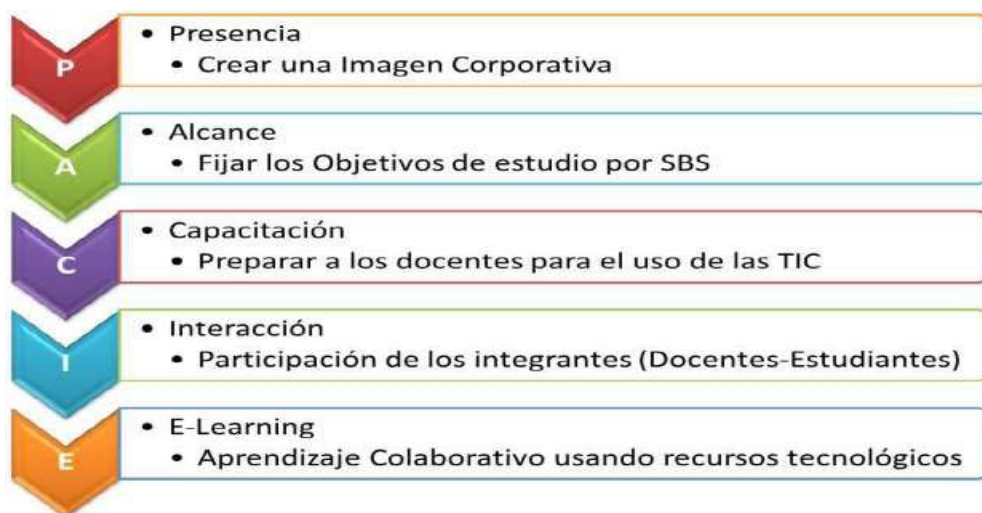 P
• Presencia
• Crear una Imagen Corporativa
A
• Alcance
• Fijar los Objetivos de estudio por SBS
C
• Capacitación
• Preparar a los docentes para el uso de las TIC
I
• Interacción
• Participación de los integrantes (Docentes-Estudiantes)
E
• E-Learning
• Aprendizaje Colaborativo usando recursos tecnológicos